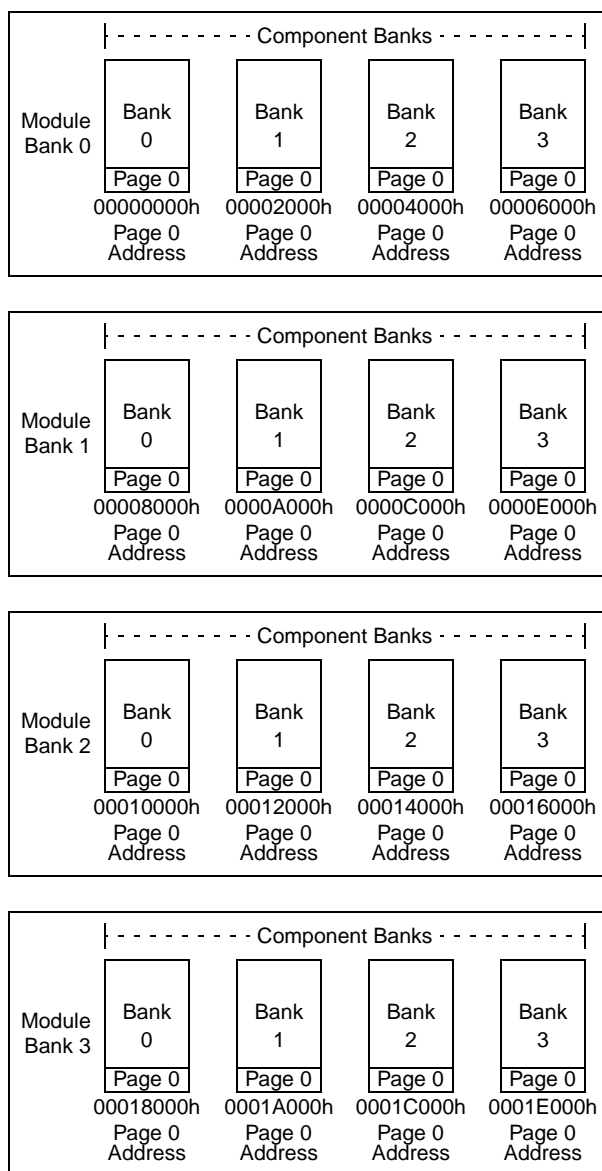 Component Banks
Module Bank 0
Bank 0
Bank 1
Bank 2
Bank 3
Page 0 Page 0 Page 0 Page 0
00000000h 00002000h 00004000h 00006000h
Page 0 Page 0 Page 0 Page 0
Address Address Address Address
Component Banks
Module Bank 1
Bank 0
Bank 1
Bank 2
Bank 3
Page 0 Page 0 Page 0 Page 0
00008000h 0000A000h 0000C000h 0000E000h
Page 0 Page 0 Page 0 Page 0
Address Address Address Address
Component Banks
Module Bank 2
Bank 0
Bank 1
Bank 2
Bank 3
Page 0 Page 0 Page 0 Page 0
00010000h 00012000h 00014000h 00016000h
Page 0 Page 0 Page 0 Page 0
Address Address Address Address
Component Banks
Module Bank 3
Bank 0
Bank 1
Bank 2
Bank 3
Page 0 Page 0 Page 0 Page 0
00018000h 0001A000h 0001C000h 0001E000h
Page 0 Page 0 Page 0 Page 0
Address Address Address Address